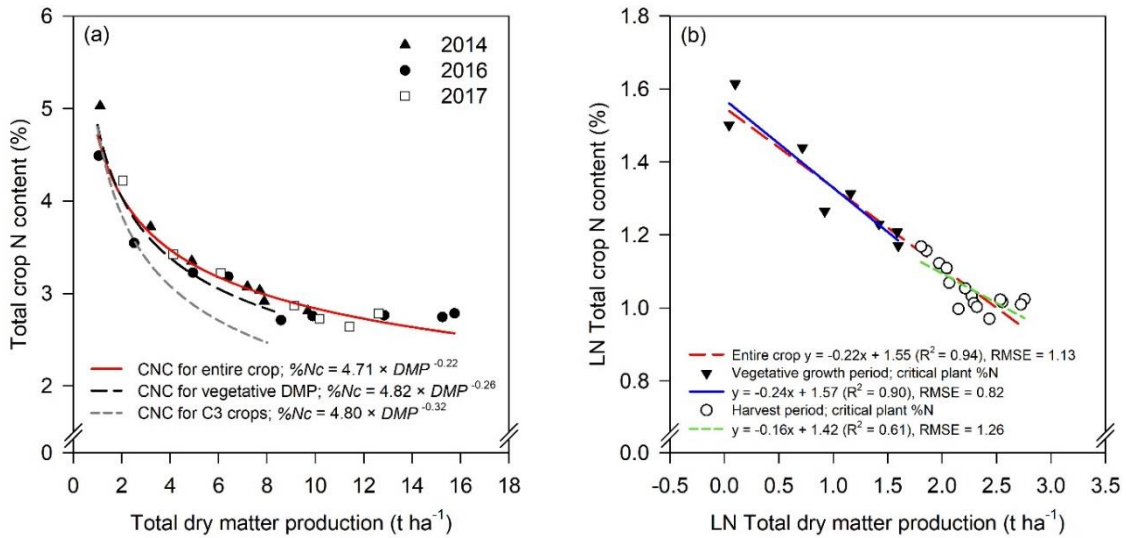 (a)
2014
2016
2017
Total crop N content (%)
6
5
4
3
2
0
CNC for entire crop; %Nc = 4.71 × DMP^-0.22
CNC for vegetative DMP; %Nc = 4.82 × DMP^-0.26
CNC for C3 crops; %Nc = 4.80 × DMP^-0.32
0 2 4 6 8 10 12 14 16 18
Total dry matter production (t ha^-1)
(b)
LN Total crop N content (%)
1.8
1.6
1.4
1.2
1.0
0.8
0.0
Entire crop y = -0.22x + 1.55 (R^2 = 0.94), RMSE = 1.13
Vegetative growth period; critical plant %N
y = -0.24x + 1.57 (R^2 = 0.90), RMSE = 0.82
Harvest period; critical plant %N
y = -0.16x + 1.42 (R^2 = 0.61), RMSE = 1.26
-0.5 0.0 0.5 1.0 1.5 2.0 2.5 3.0 3.5
LN Total dry matter production (t ha^-1)